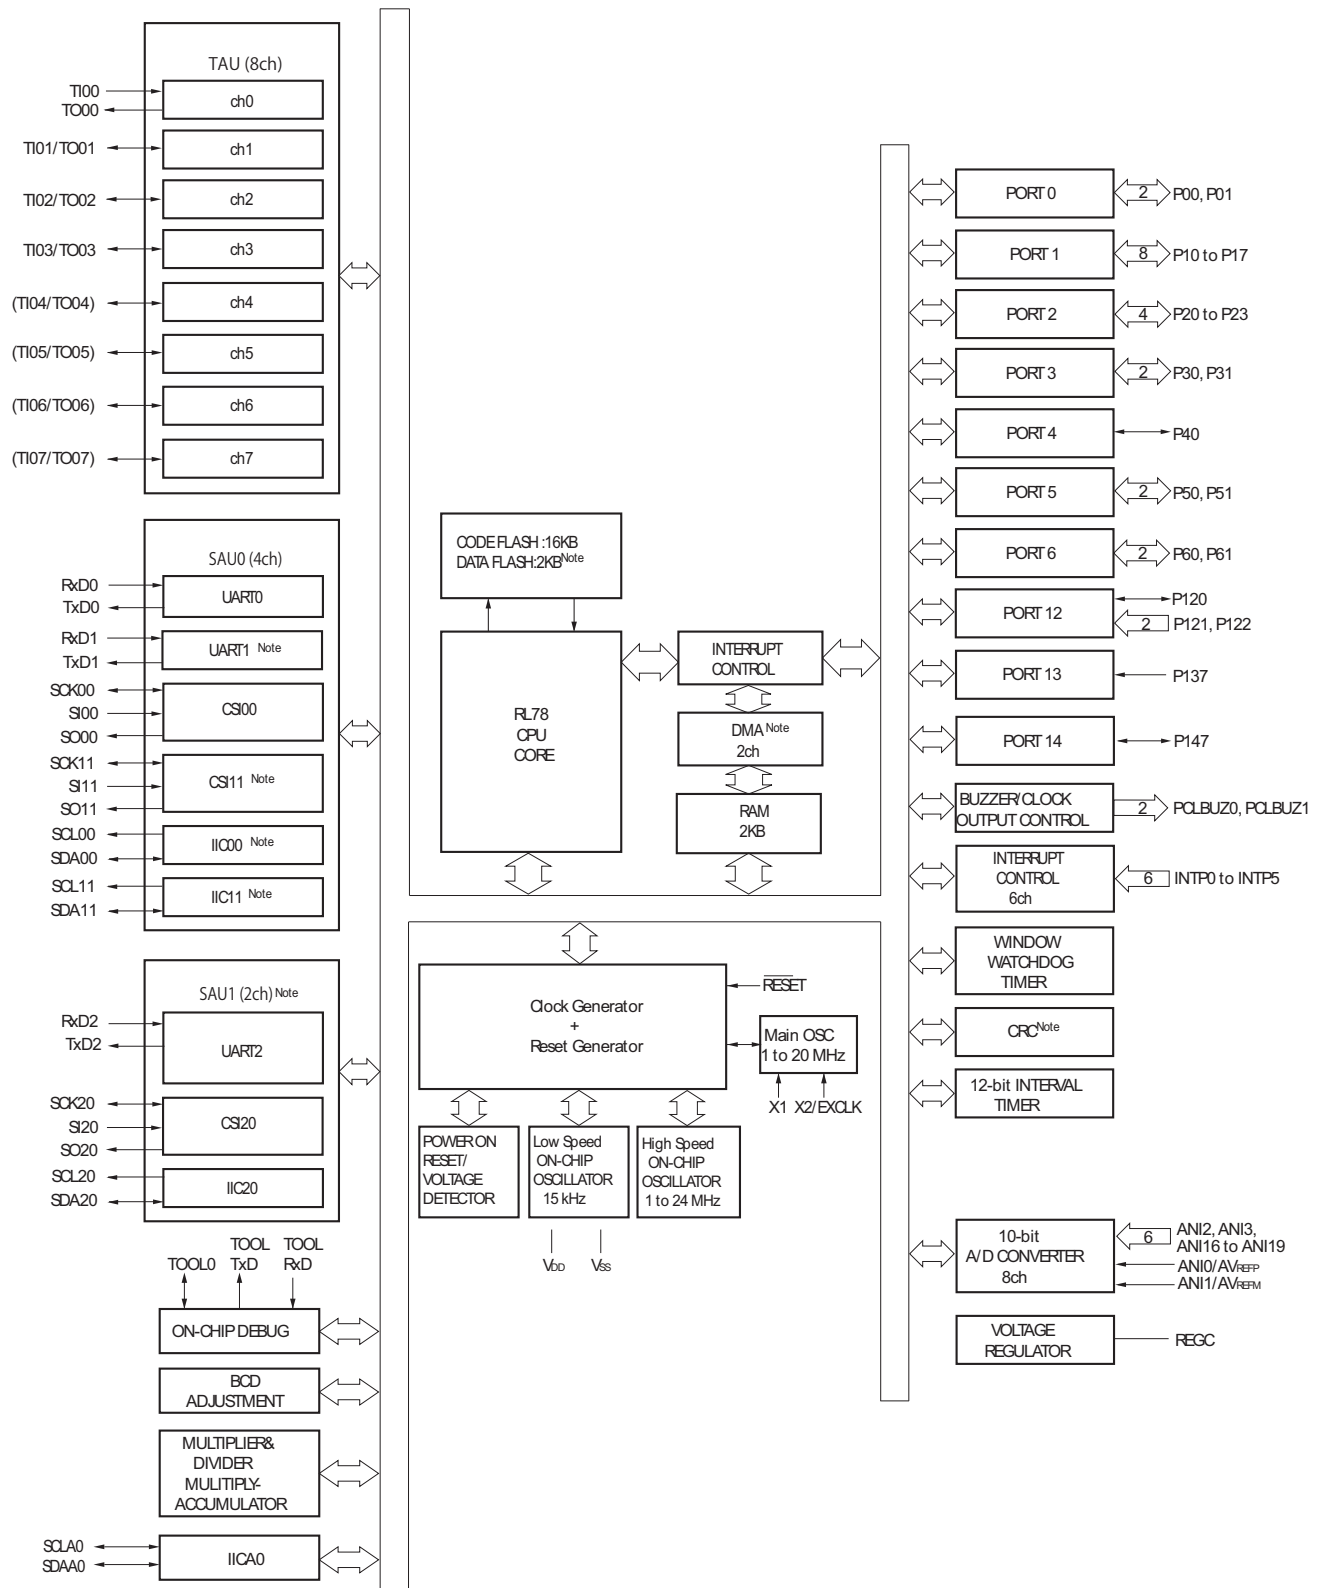 TAU (8ch)
TI00
TO00
ch0
TI01/TO01
ch1
TI02/TO02
ch2
TI03/TO03
ch3
(TI04/TO04)
ch4
(TI05/TO05)
ch5
(TI06/TO06)
ch6
(TI07/TO07)
ch7
SAU0 (4ch)
RxD0
TxD0
UART0
RxD1
TxD1
UART1 Note
SCK00
SI00
SO00
CSI00
SCK11
SI11
SO11
CSI11 Note
SCL00
SDA00
IIC00 Note
SCL11
SDA11
IIC11 Note
SAU1 (2ch) Note
RxD2
TxD2
UART2
SCK20
SI20
SO20
CSI20
SCL20
SDA20
IIC20
TOOL0
TOOL
TxD
TOOL
RxD
ON-CHIP DEBUG
BCD
ADJUSTMENT
MULTIPLIER&
DIVIDER
MULITIPLY-
ACCUMULATOR
SCLA0
SDAA0
IICA0
CODE FLASH :16KB
DATA FLASH:2KB Note
RL78
CPU
CORE
INTERRUPT
CONTROL
DMA Note
2ch
RAM
2KB
Clock Generator
+
Reset Generator
RESET
Main OSC
1 to 20 MHz
X1
X2/EXCLK
POWER ON
RESET/
VOLTAGE
DETECTOR
Low Speed
ON-CHIP
OSCILLATOR
15 kHz
High Speed
ON-CHIP
OSCILLATOR
1 to 24 MHz
VDD
VSS
PORT 0
2
P00, P01
PORT 1
8
P10 to P17
PORT 2
4
P20 to P23
PORT 3
2
P30, P31
PORT 4
P40
PORT 5
2
P50, P51
PORT 6
2
P60, P61
PORT 12
P120
2
P121, P122
PORT 13
P137
PORT 14
P147
BUZZER/CLOCK
OUTPUT CONTROL
2
PCLBUZ0, PCLBUZ1
INTERRUPT
CONTROL
6ch
6
INTP0 to INTP5
WINDOW
WATCHDOG
TIMER
CRC Note
12-bit INTERVAL
TIMER
10-bit
A/D CONVERTER
8ch
6
ANI2, ANI3,
ANI16 to ANI19
ANI0/AVREFP
ANI1/AVREFM
VOLTAGE
REGULATOR
REGC